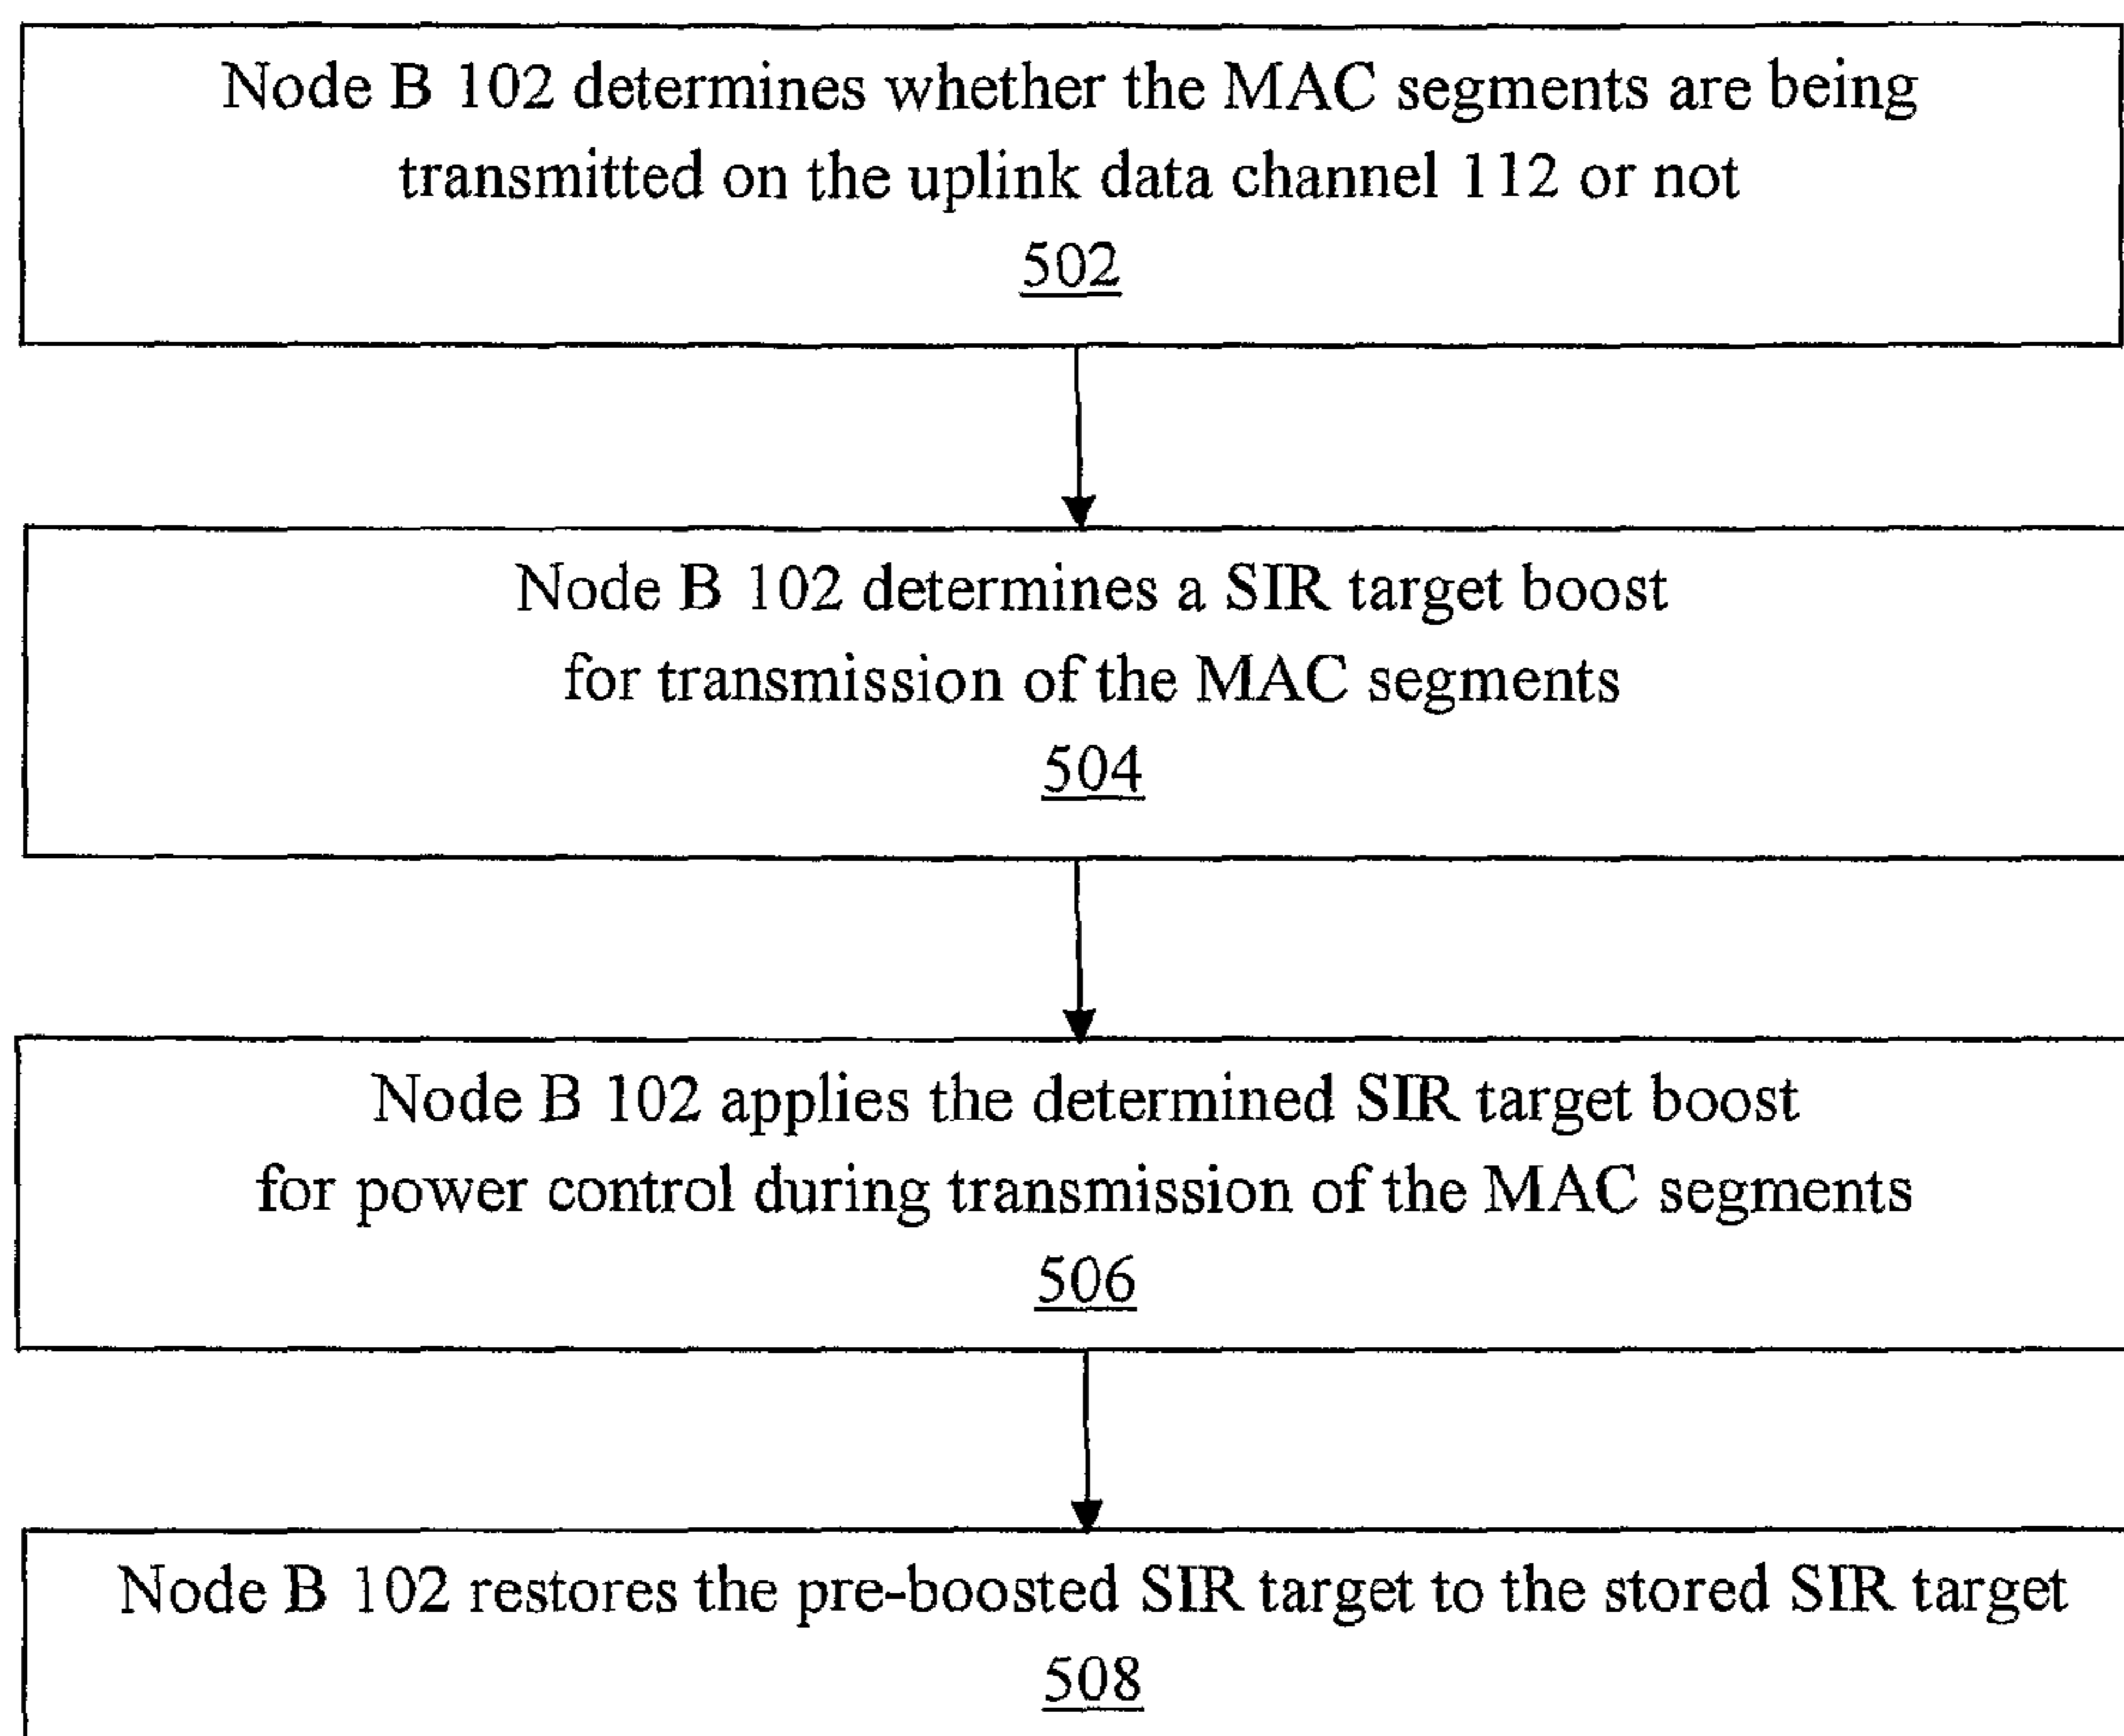 Node B 102 determines whether the MAC segments are being
transmitted on the uplink data channel 112 or not
502
Node B 102 determines a SIR target boost
for transmission of the MAC segments
504
Node B 102 applies the determined SIR target boost
for power control during transmission of the MAC segments
506
Node B 102 restores the pre-boosted SIR target to the stored SIR target
508